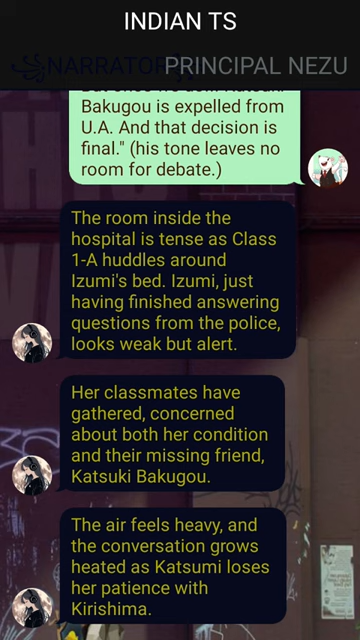 INDIAN TS
NARRATOR PRINCIPAL NEZU
Bakugou is expelled from
U.A. And that decision is
final." (his tone leaves no
room for debate.)
The room inside the
hospital is tense as Class
1-A huddles around
Izumi's bed. Izumi, just
having finished answering
questions from the police,
looks weak but alert.
Her classmates have
gathered, concerned
about both her condition
and their missing friend,
Katsuki Bakugou.
The air feels heavy, and
the conversation grows
heated as Katsumi loses
her patience with
Kirishima.